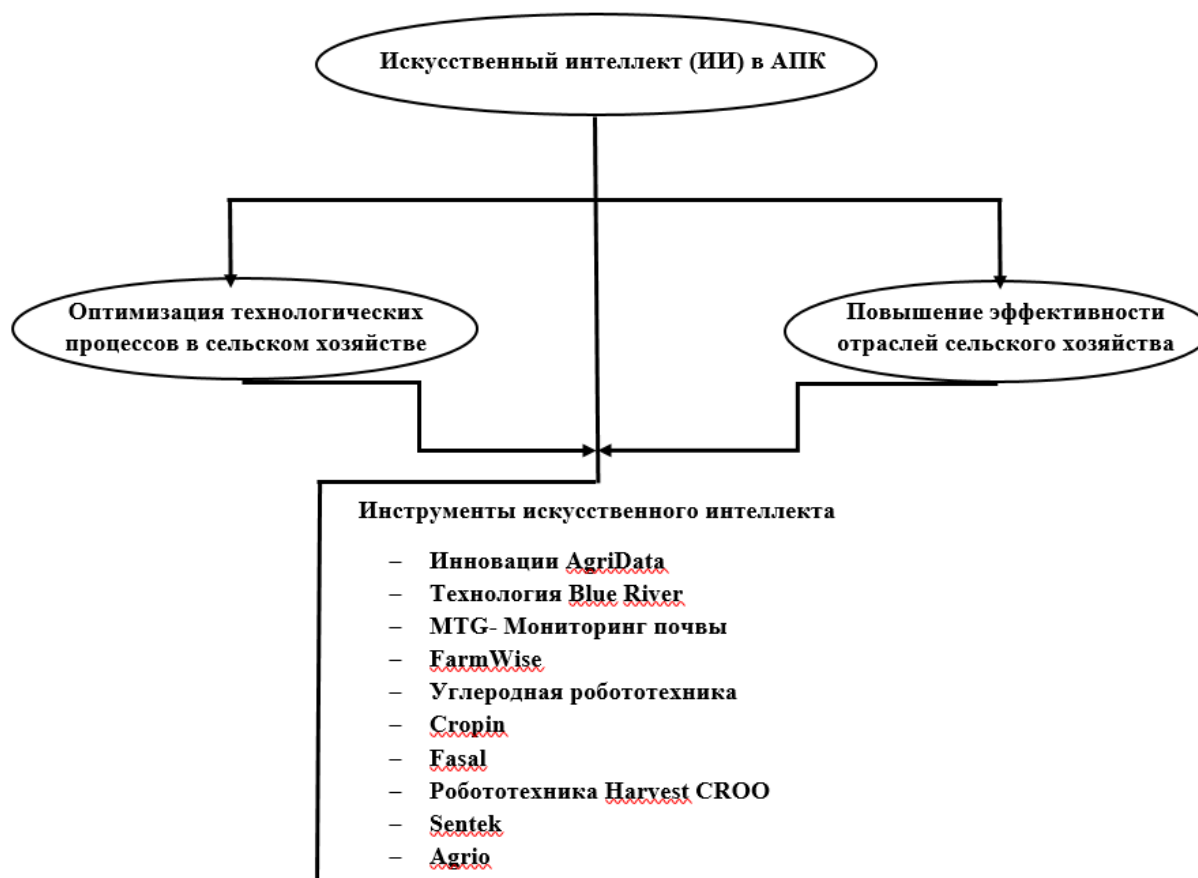 Искусственный интеллект (ИИ) в АПК
Оптимизация технологических
процессов в сельском хозяйстве
Повышение эффективности
отраслей сельского хозяйства
Инструменты искусственного интеллекта
– Инновации AgriData
– Технология Blue River
– MTG- Мониторинг почвы
– FarmWise
– Углеродная робототехника
– Cropin
– Fasal
– Робототехника Harvest CROO
– Sentek
– Agrio